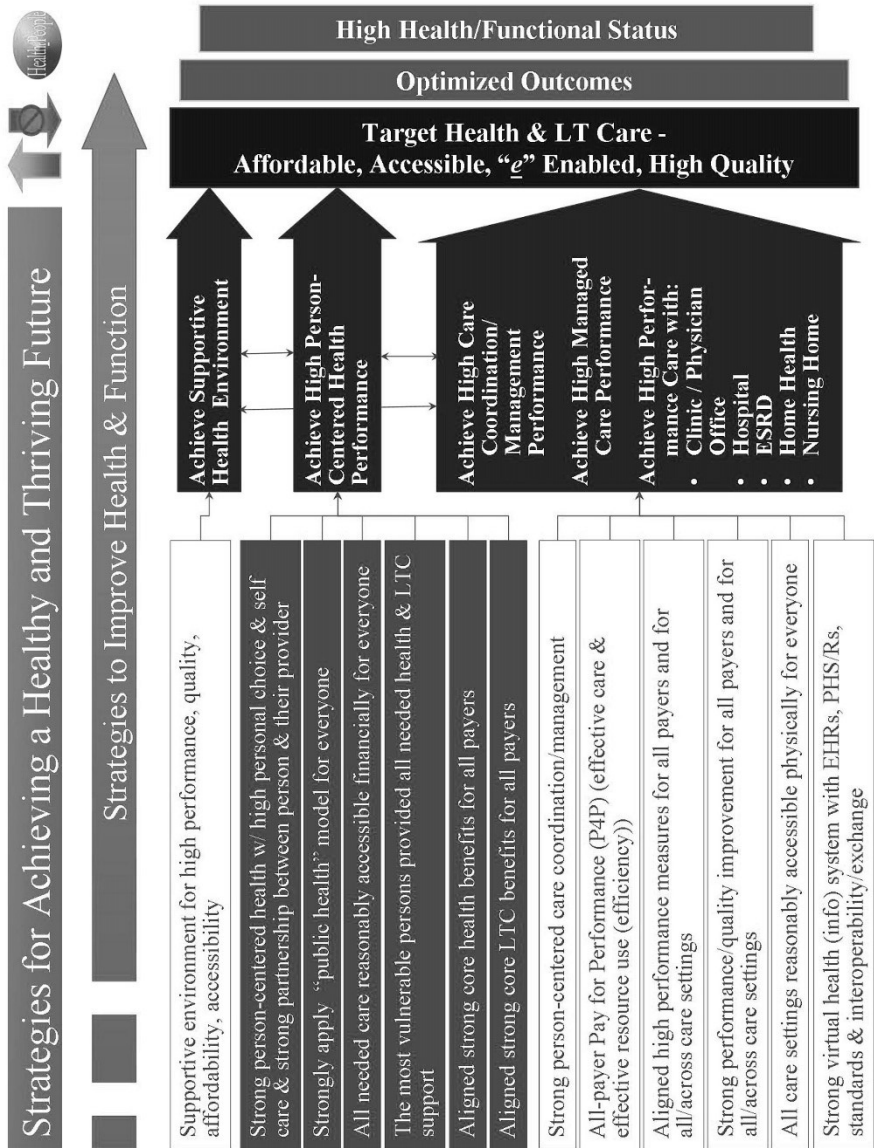 Strategies for Achieving a Healthy and Thriving Future
HealthyPeople
Strategies to Improve Health & Function
Supportive environment for high performance, quality,
affordability, accessibility
Strong person-centered health w/ high personal choice & self
care & strong partnership between person & their provider
Strongly apply “public health” model for everyone
All needed care reasonably accessible financially for everyone
The most vulnerable persons provided all needed health & LTC
support
Aligned strong core health benefits for all payers
Aligned strong core LTC benefits for all payers
Strong person-centered care coordination/management
All-payer Pay for Performance (P4P) (effective care &
effective resource use (efficiency))
Aligned high performance measures for all payers and for
all/across care settings
Strong performance/quality improvement for all payers and for
all/across care settings
All care settings reasonably accessible physically for everyone
Strong virtual health (info) system with EHRs, PHS/Rs,
standards & interoperability/exchange
Achieve Supportive
Health Environment
Achieve High Person-
Centered Health
Performance
Achieve High Care
Coordination/
Management
Performance
Achieve High Managed
Care Performance
Achieve High Perfor-
mance Care with:
• Clinic / Physician
Office
• Hospital
• ESRD
• Home Health
• Nursing Home
Target Health & LT Care -
Affordable, Accessible, “e” Enabled, High Quality
Optimized Outcomes
High Health/Functional Status